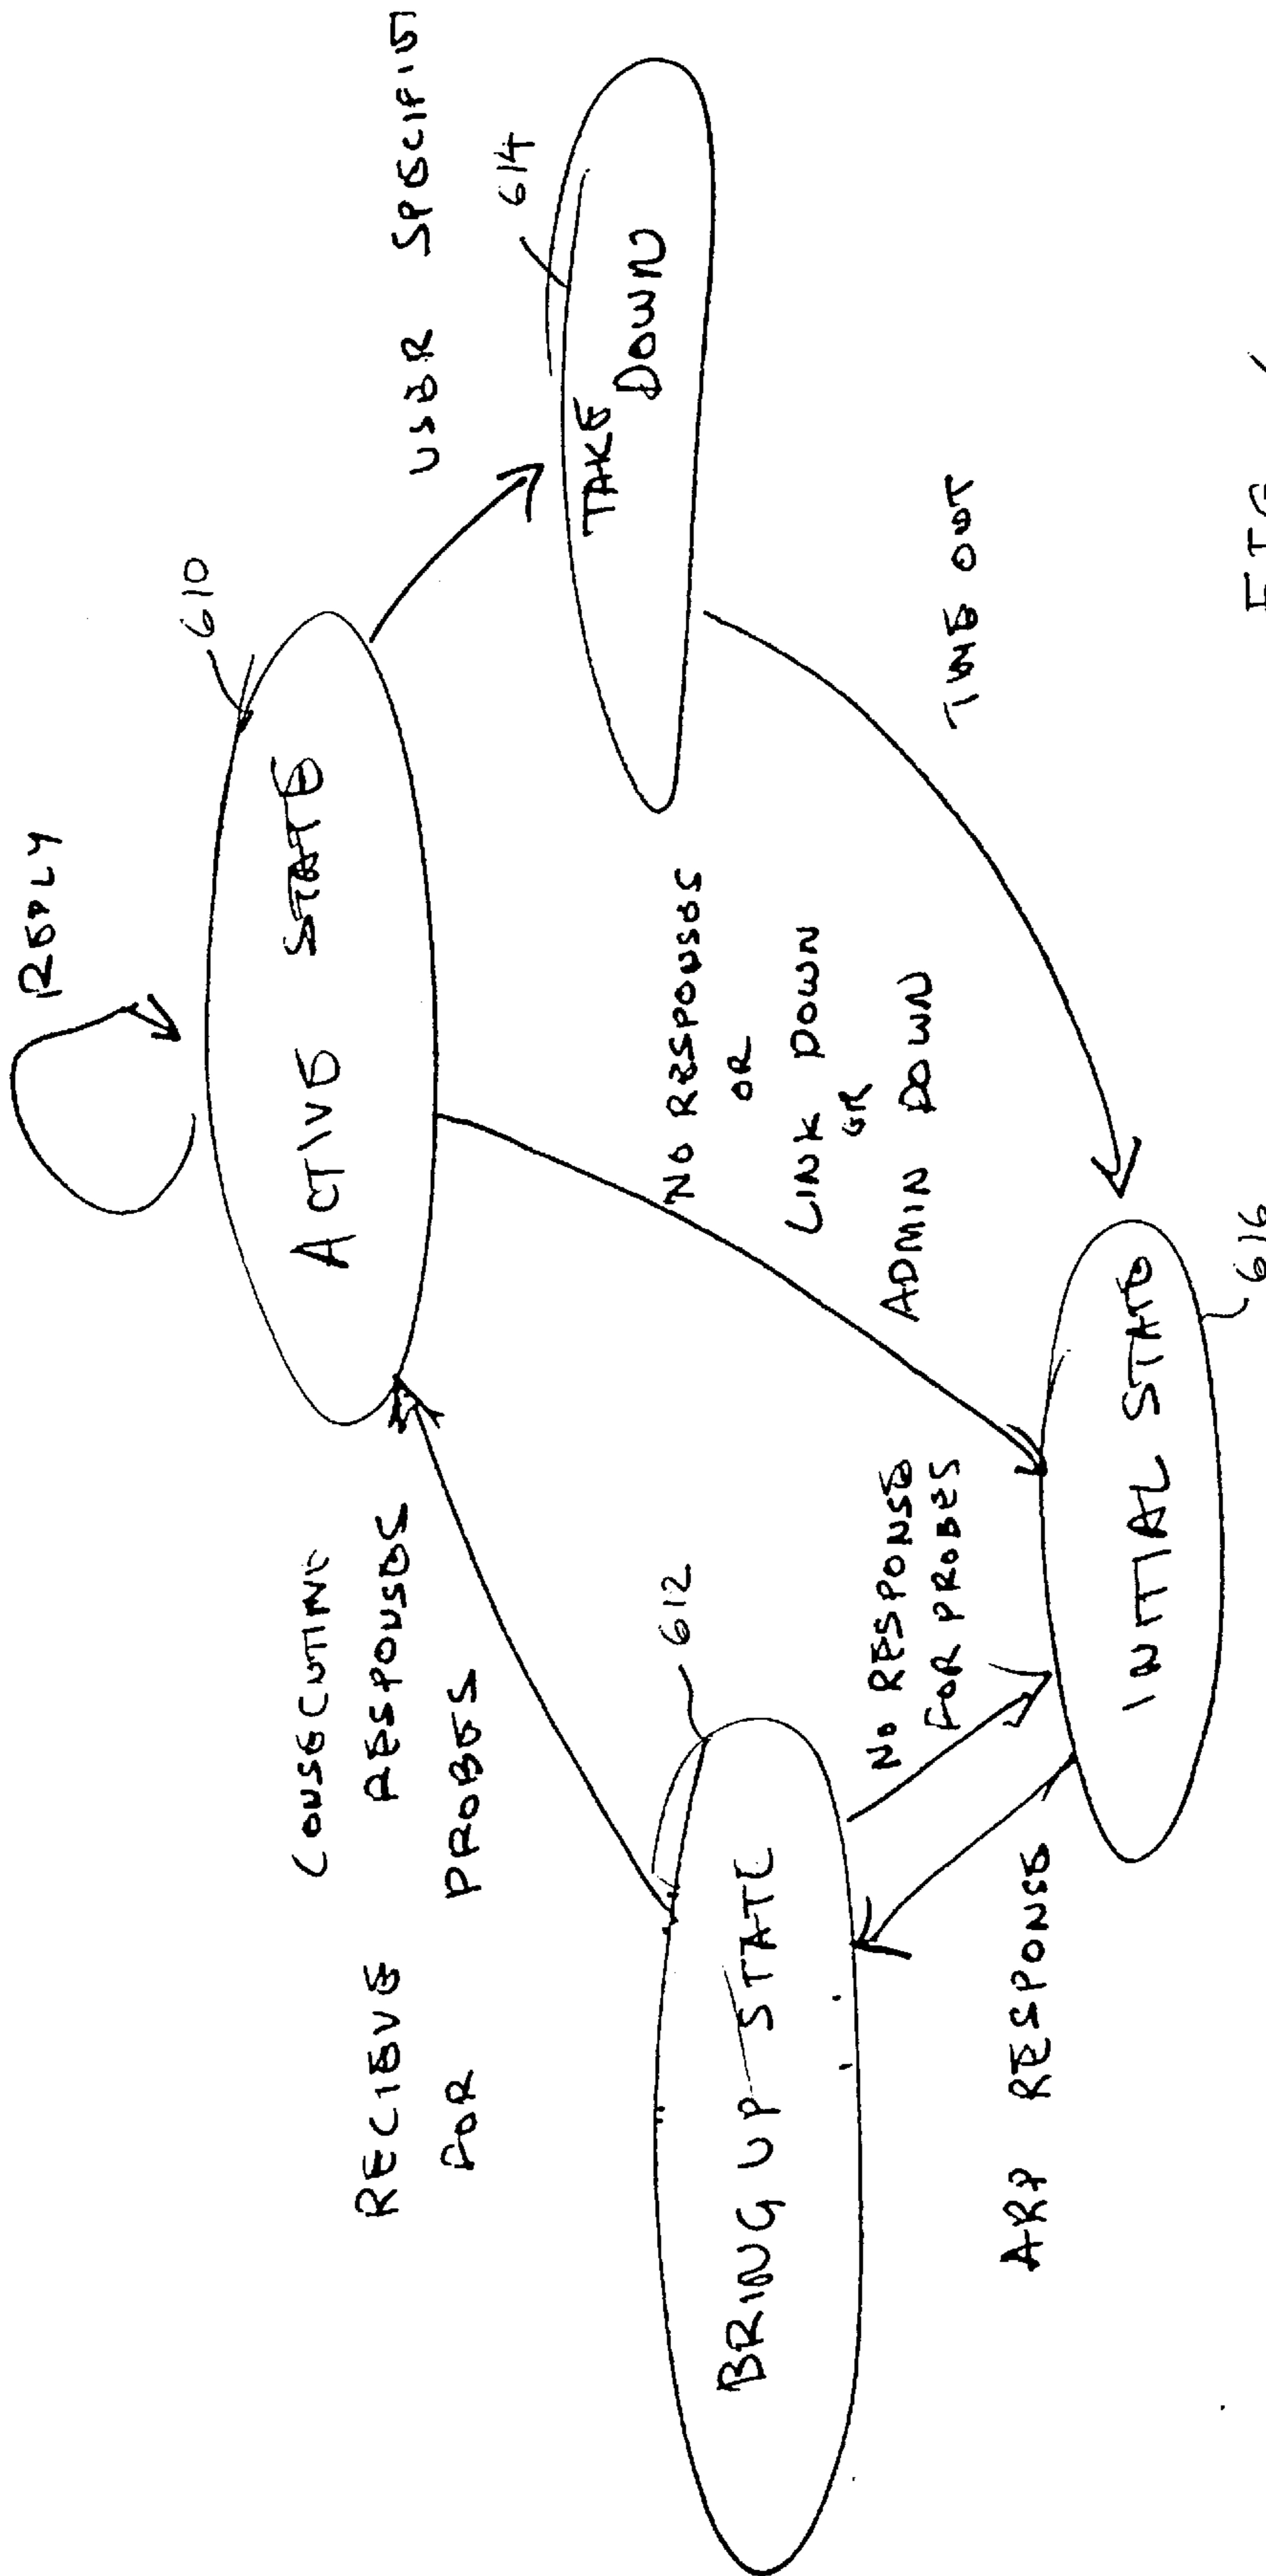 REPLY
610
ACTIVE STATE
USER SPECIFIES
614
TAKE
DOWN
CONSECUTIVE
RECIEVE RESPONSES
FOR PROBES
NO RESPONSES
OR
LINK DOWN
OR
ADMIN DOWN
612
BRING UP STATE
NO RESPONSE
FOR PROBES
TIME OUT
ARP RESPONSE
INITIAL STATE
616
FIG